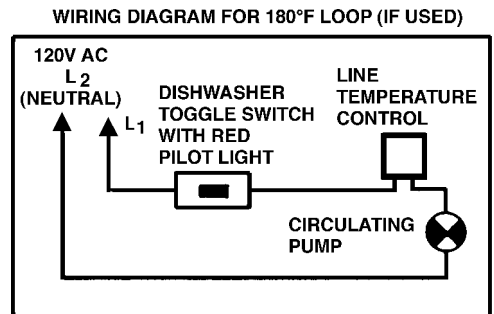 WIRING DIAGRAM FOR 180°F LOOP (IF USED)
120V AC
L2
(NEUTRAL)
L1
DISHWASHER
TOGGLE SWITCH
WITH RED
PILOT LIGHT
LINE
TEMPERATURE
CONTROL
CIRCULATING
PUMP